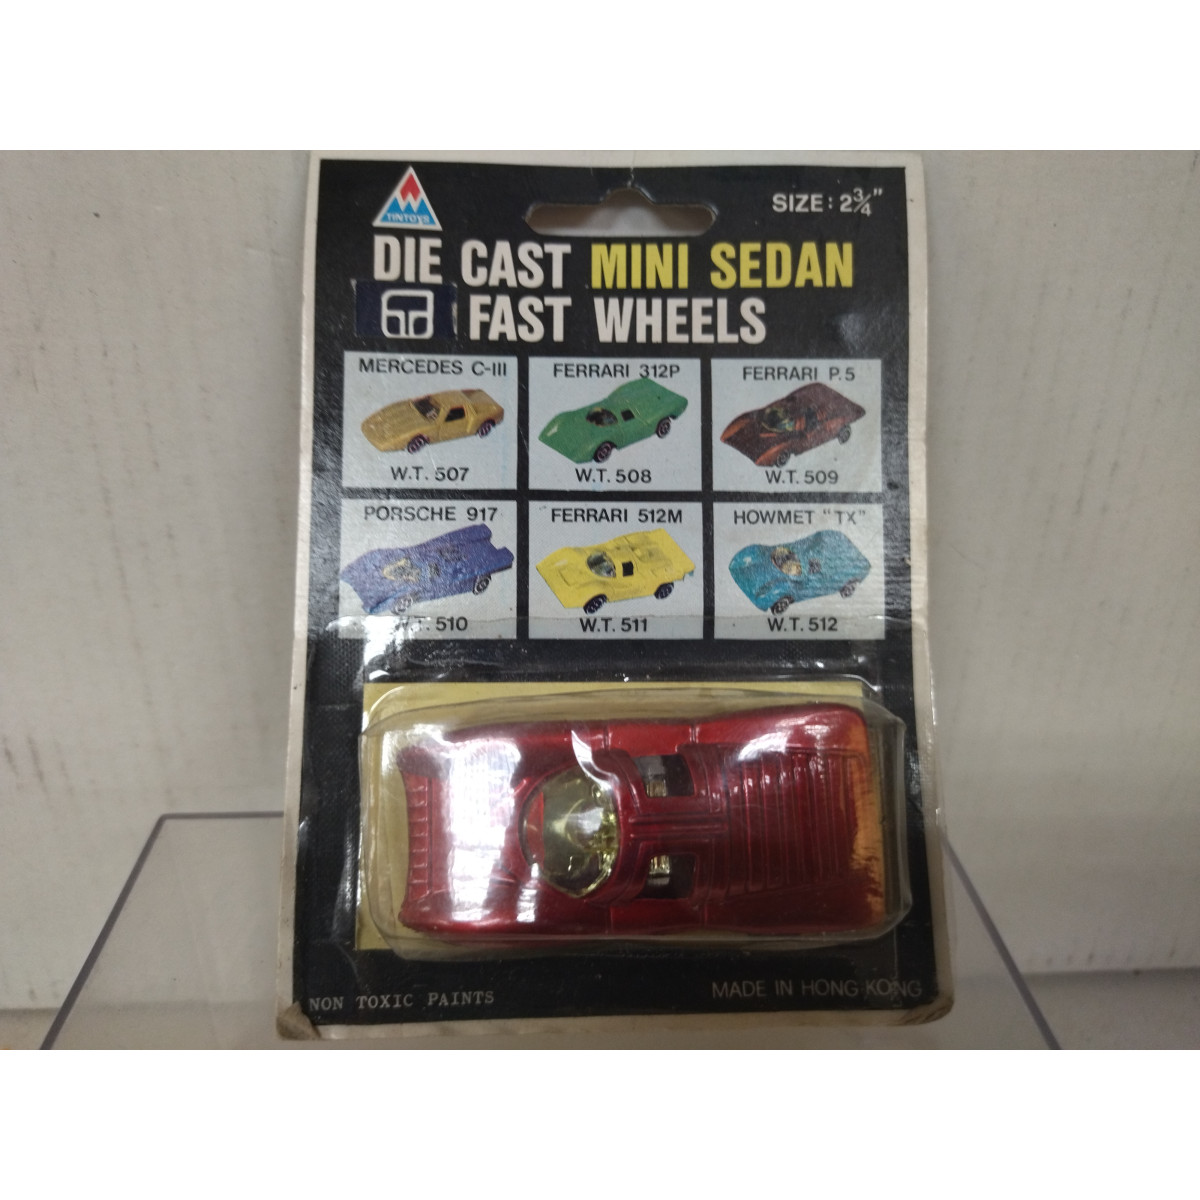 TINTOYS
SIZE: 2¾"
DIE CAST MINI SEDAN
FAST WHEELS
MERCEDES C-III
W.T. 507
FERRARI 312P
W.T. 508
FERRARI P.5
W.T. 509
PORSCHE 917
W.T. 510
FERRARI 512M
W.T. 511
HOWMET "TX"
W.T. 512
NON TOXIC PAINTS
MADE IN HONG KONG